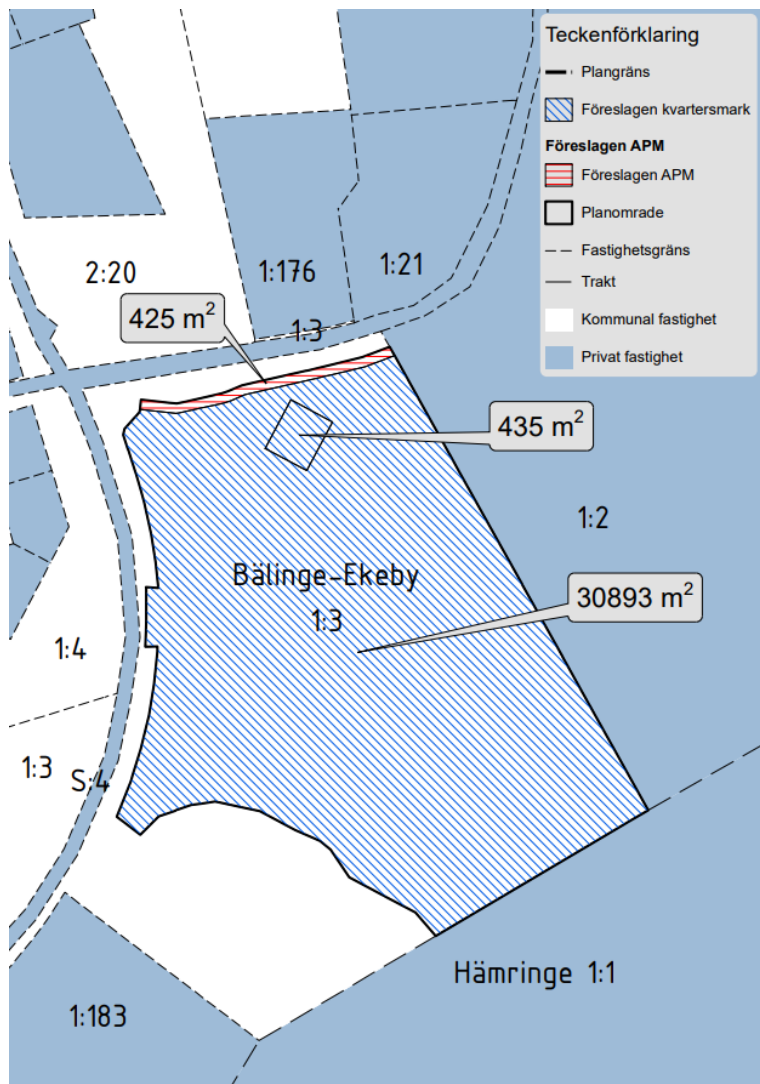 Teckenförklaring
Plangräns
Föreslagen kvartersmark
Föreslagen APM
Föreslagen APM
Planomrade
Fastighetsgräns
Trakt
Kommunal fastighet
Privat fastighet
2:20
1:176
1:21
425 m²
1:3
435 m²
1:2
Bälinge-Ekeby
1:3
30893 m²
1:4
1:3
S:4
Hämringe 1:1
1:183